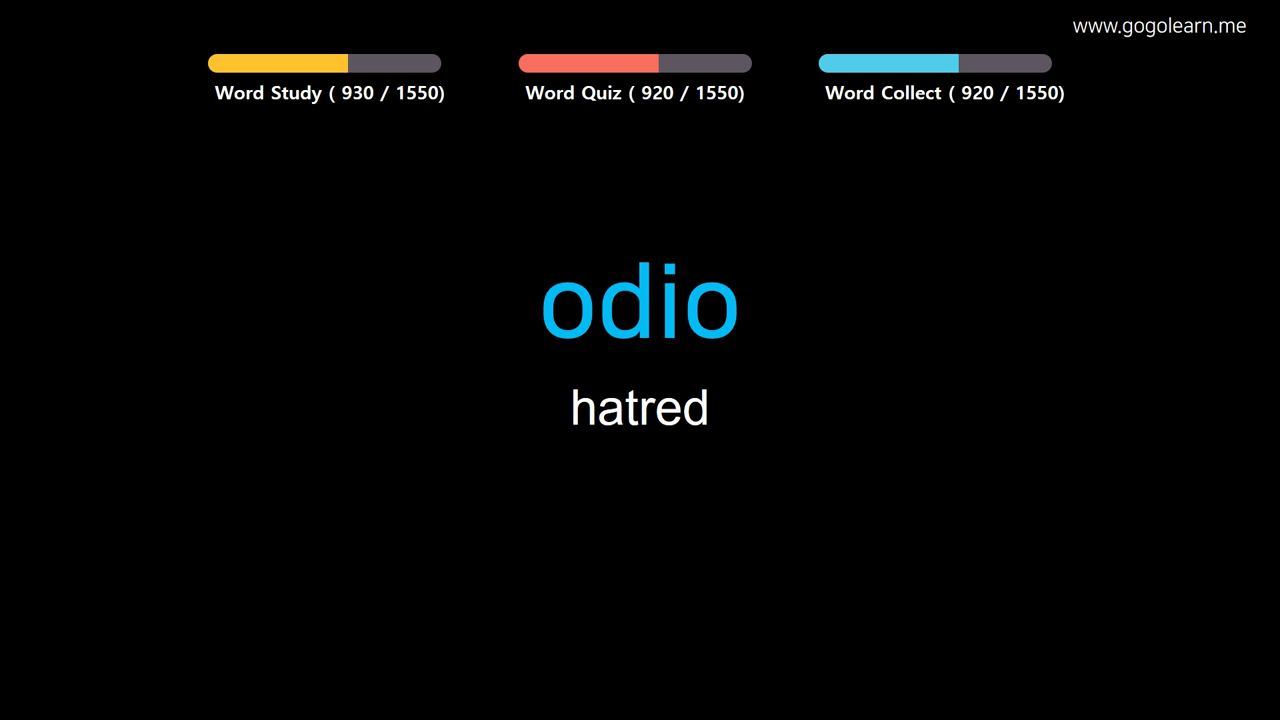 www.gogolearn.me
Word Study ( 930 / 1550)
Word Quiz ( 920 / 1550)
Word Collect ( 920 / 1550)
odio
hatred